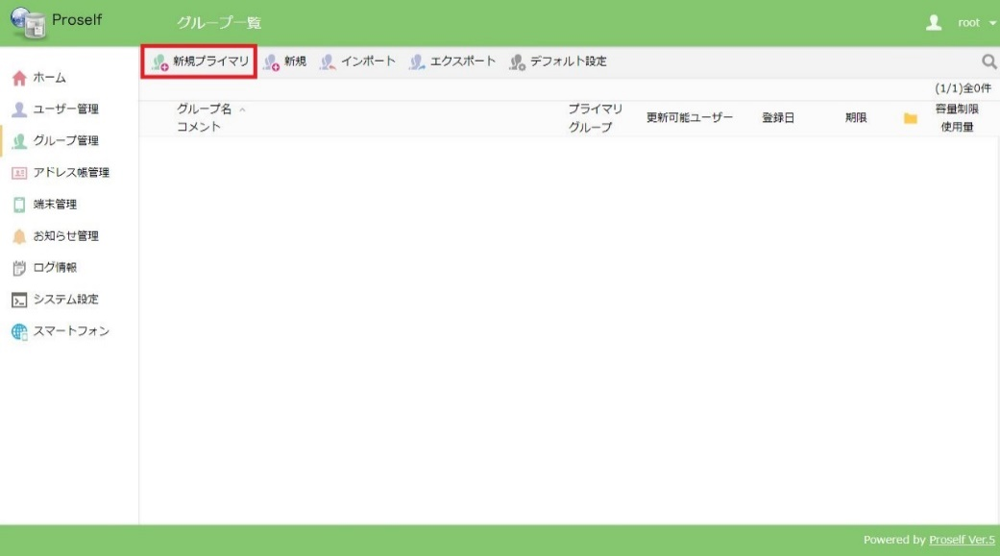 Proself
グループ一覧
root
新規プライマリ 新規 インポート エクスポート デフォルト設定
(1/1)全0件
ホーム
ユーザー管理
グループ管理
アドレス帳管理
端末管理
お知らせ管理
ログ情報
システム設定
スマートフォン
グループ名
コメント
プライマリ
グループ
更新可能ユーザー
登録日
期限
容量制限
使用量
Powered by Proself Ver.5